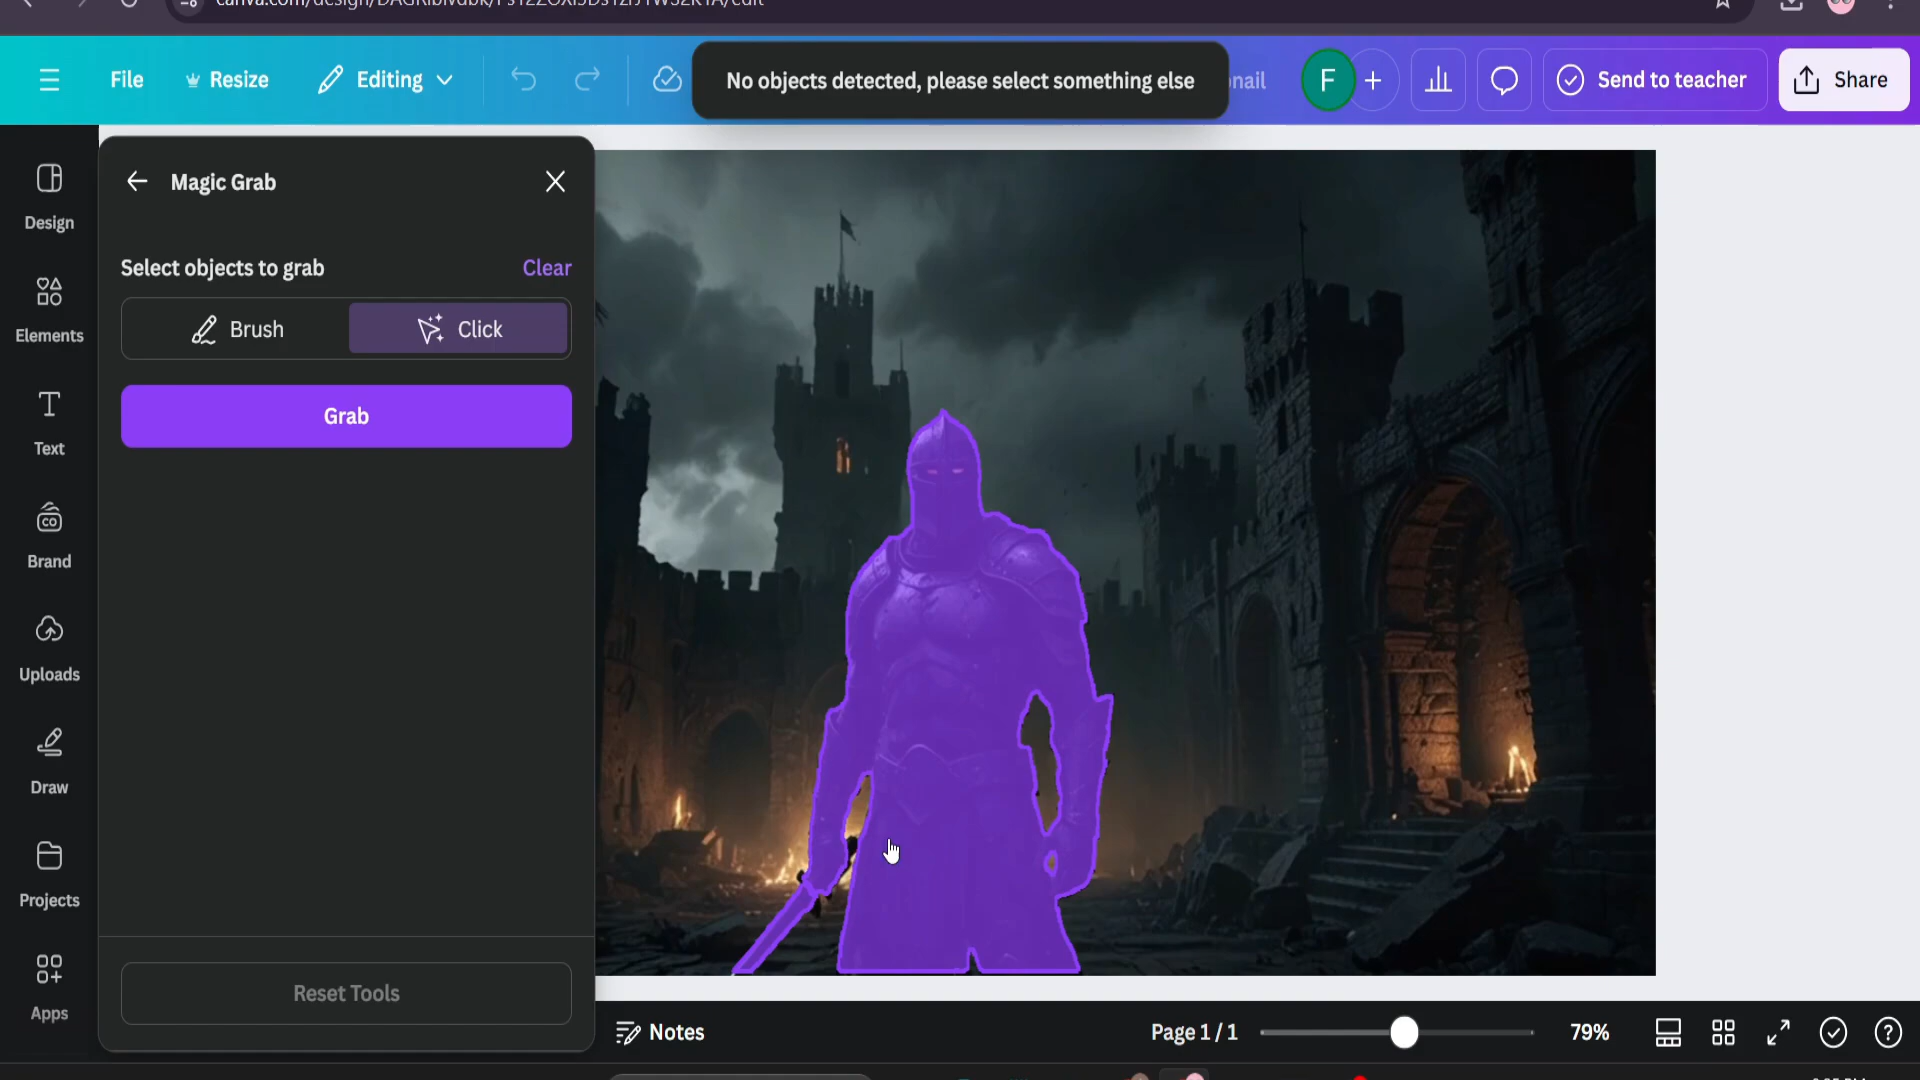 File
Resize
Editing
No objects detected, please select something else
nail
F
Send to teacher
Share
Design
Elements
Text
Brand
Uploads
Draw
Projects
Apps
Magic Grab
Select objects to grab
Clear
Brush
Click
Grab
Reset Tools
Notes
Page 1 / 1
79%